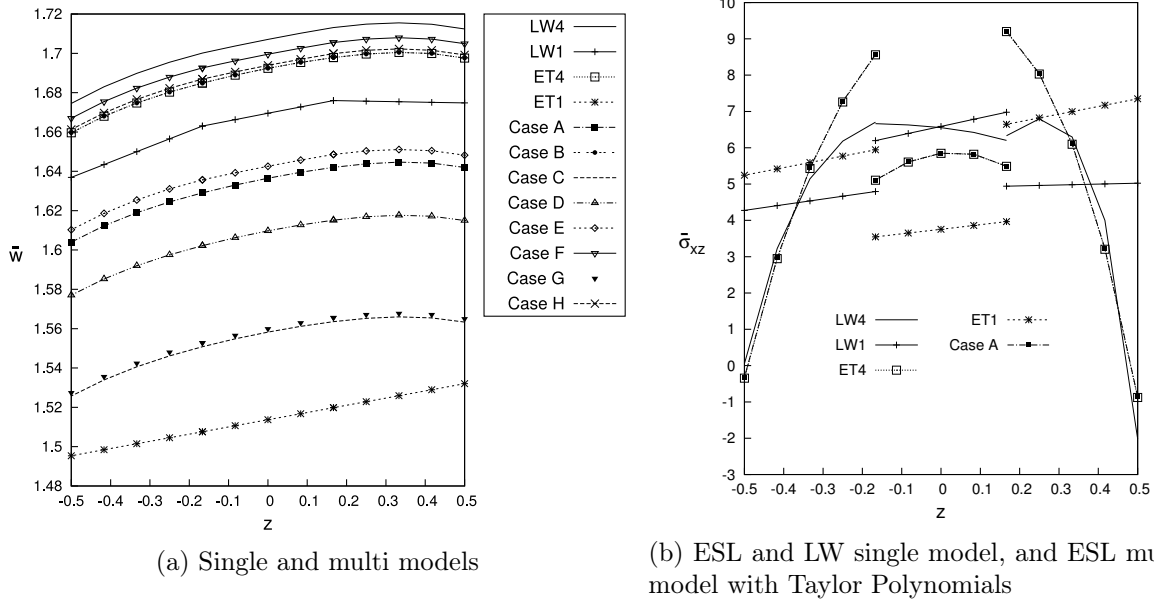 1.72
1.7
1.68
1.66
1.64
1.62
1.6
1.58
1.56
1.54
1.52
1.5
1.48
w̄
-0.5 -0.4 -0.3 -0.2 -0.1 0 0.1 0.2 0.3 0.4 0.5
z
LW4
LW1
ET4
ET1
Case A
Case B
Case C
Case D
Case E
Case F
Case G
Case H
(a) Single and multi models
10
9
8
7
6
5
4
3
2
1
0
-1
-2
-3
σ̄xz
LW4
LW1
ET4
ET1
Case A
-0.5 -0.4 -0.3 -0.2 -0.1 0 0.1 0.2 0.3 0.4 0.5
z
(b) ESL and LW single model, and ESL mu
model with Taylor Polynomials